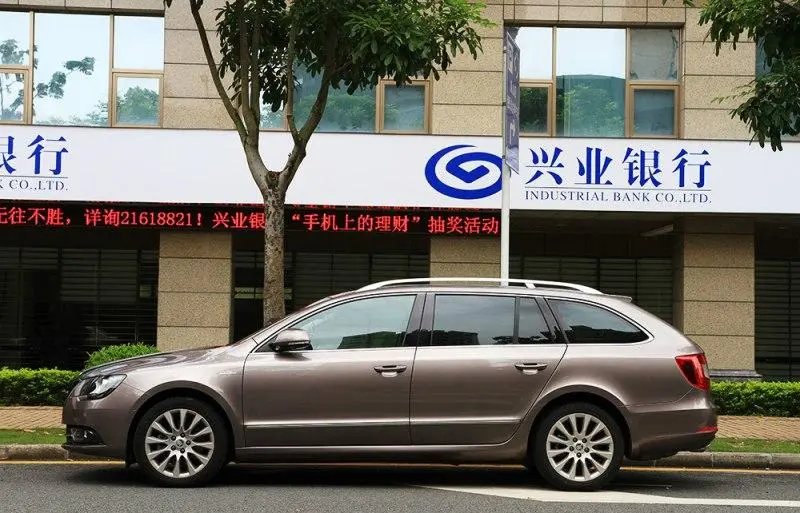 银行
K CO.,LTD.
兴业银行
INDUSTRIAL BANK CO.,LTD.
元往不胜，详询21618821！兴业银行“手机上的理财”抽奖活动